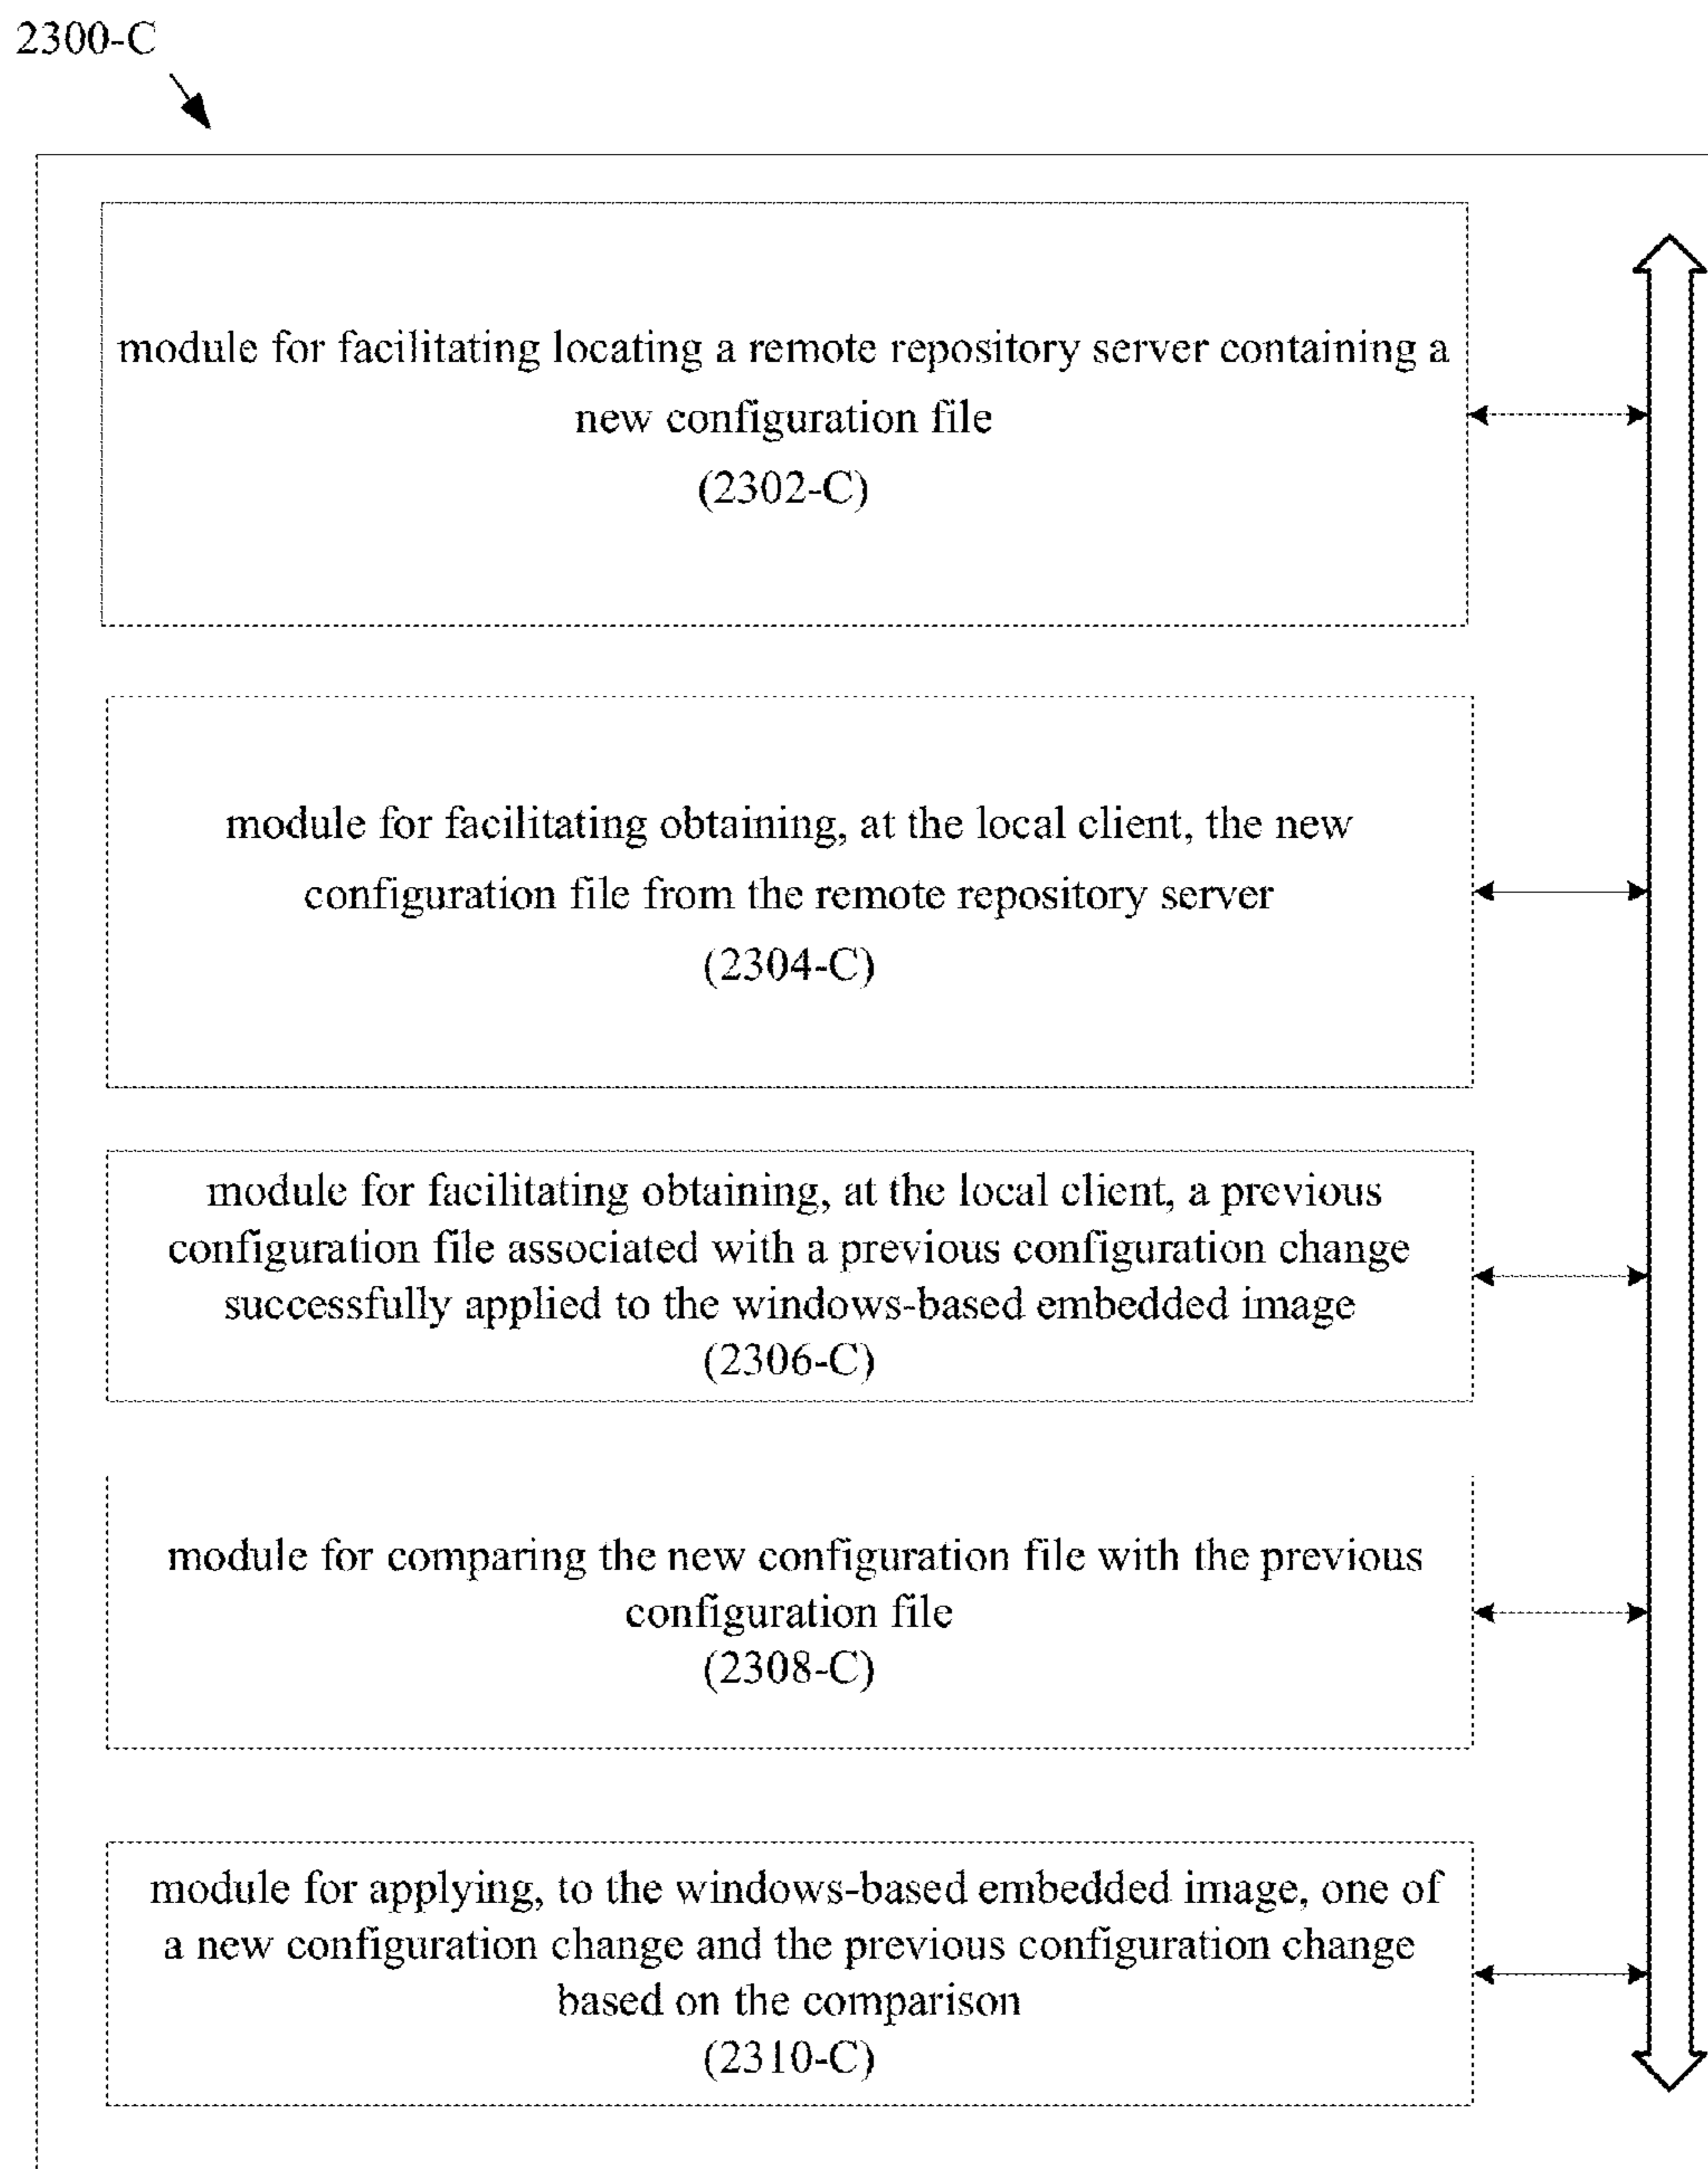 2300-C
module for facilitating locating a remote repository server containing a
new configuration file
(2302-C)
module for facilitating obtaining, at the local client, the new
configuration file from the remote repository server
(2304-C)
module for facilitating obtaining, at the local client, a previous
configuration file associated with a previous configuration change
successfully applied to the windows-based embedded image
(2306-C)
module for comparing the new configuration file with the previous
configuration file
(2308-C)
module for applying, to the windows-based embedded image, one of
a new configuration change and the previous configuration change
based on the comparison
(2310-C)